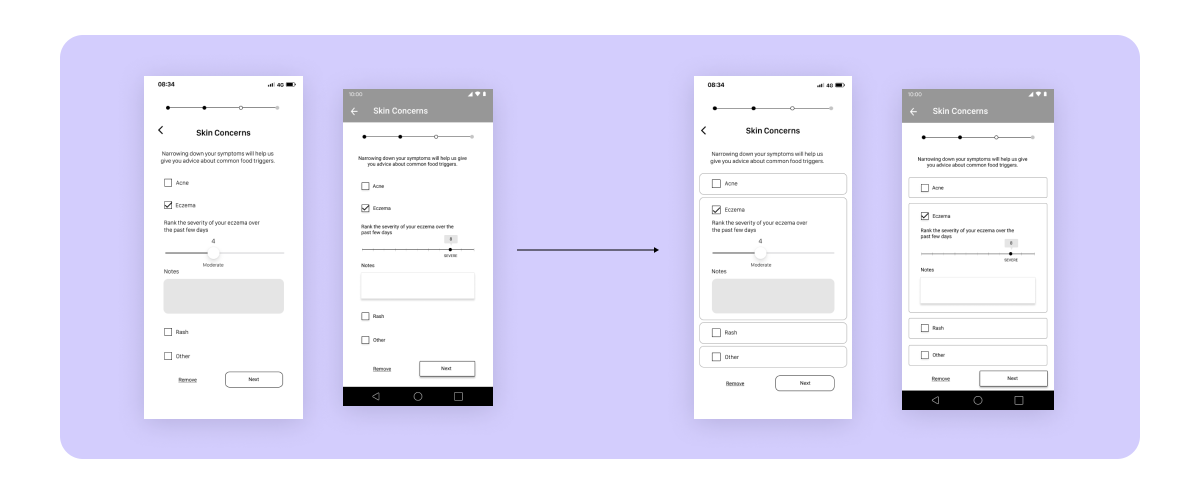 08:34
4G
Skin Concerns
Narrowing down your symptoms will help us
give you advice about common food triggers.
Acne
Eczema
Rank the severity of your eczema over
the past few days
4
Moderate
Notes
Rash
Other
Remove
Next
10:00
Skin Concerns
Narrowing down your symptoms will help us give
you advice about common food triggers.
Acne
Eczema
Rank the severity of your eczema over the
past few days
8
SEVERE
Notes
Rash
Other
Remove
Next
08:34
4G
Skin Concerns
Narrowing down your symptoms will help us
give you advice about common food triggers.
Acne
Eczema
Rank the severity of your eczema over
the past few days
4
Moderate
Notes
Rash
Other
Remove
Next
10:00
Skin Concerns
Narrowing down your symptoms will help us give
you advice about common food triggers.
Acne
Eczema
Rank the severity of your eczema over the
past few days
8
SEVERE
Notes
Rash
Other
Remove
Next